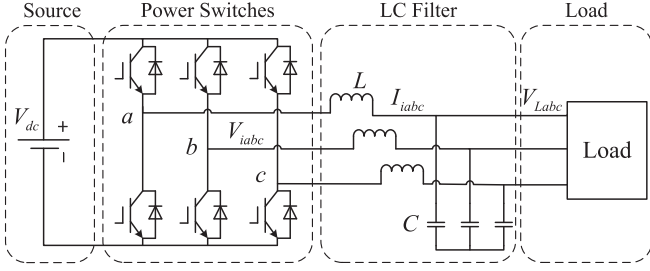 Source
Power Switches
LC Filter
Load
V_dc
+
-
a
b
c
V_iabc
L
I_iabc
V_Labc
C
Load